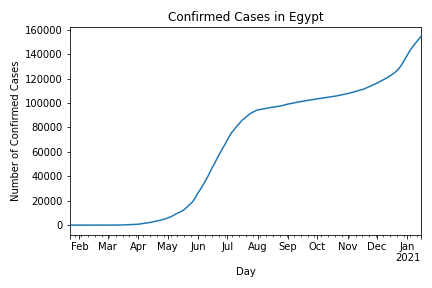 Confirmed Cases in Egypt
160000
140000
120000
100000
80000
60000
40000
20000
0
Number of Confirmed Cases
Feb Mar Apr May Jun Jul Aug Sep Oct Nov Dec Jan
2021
Day